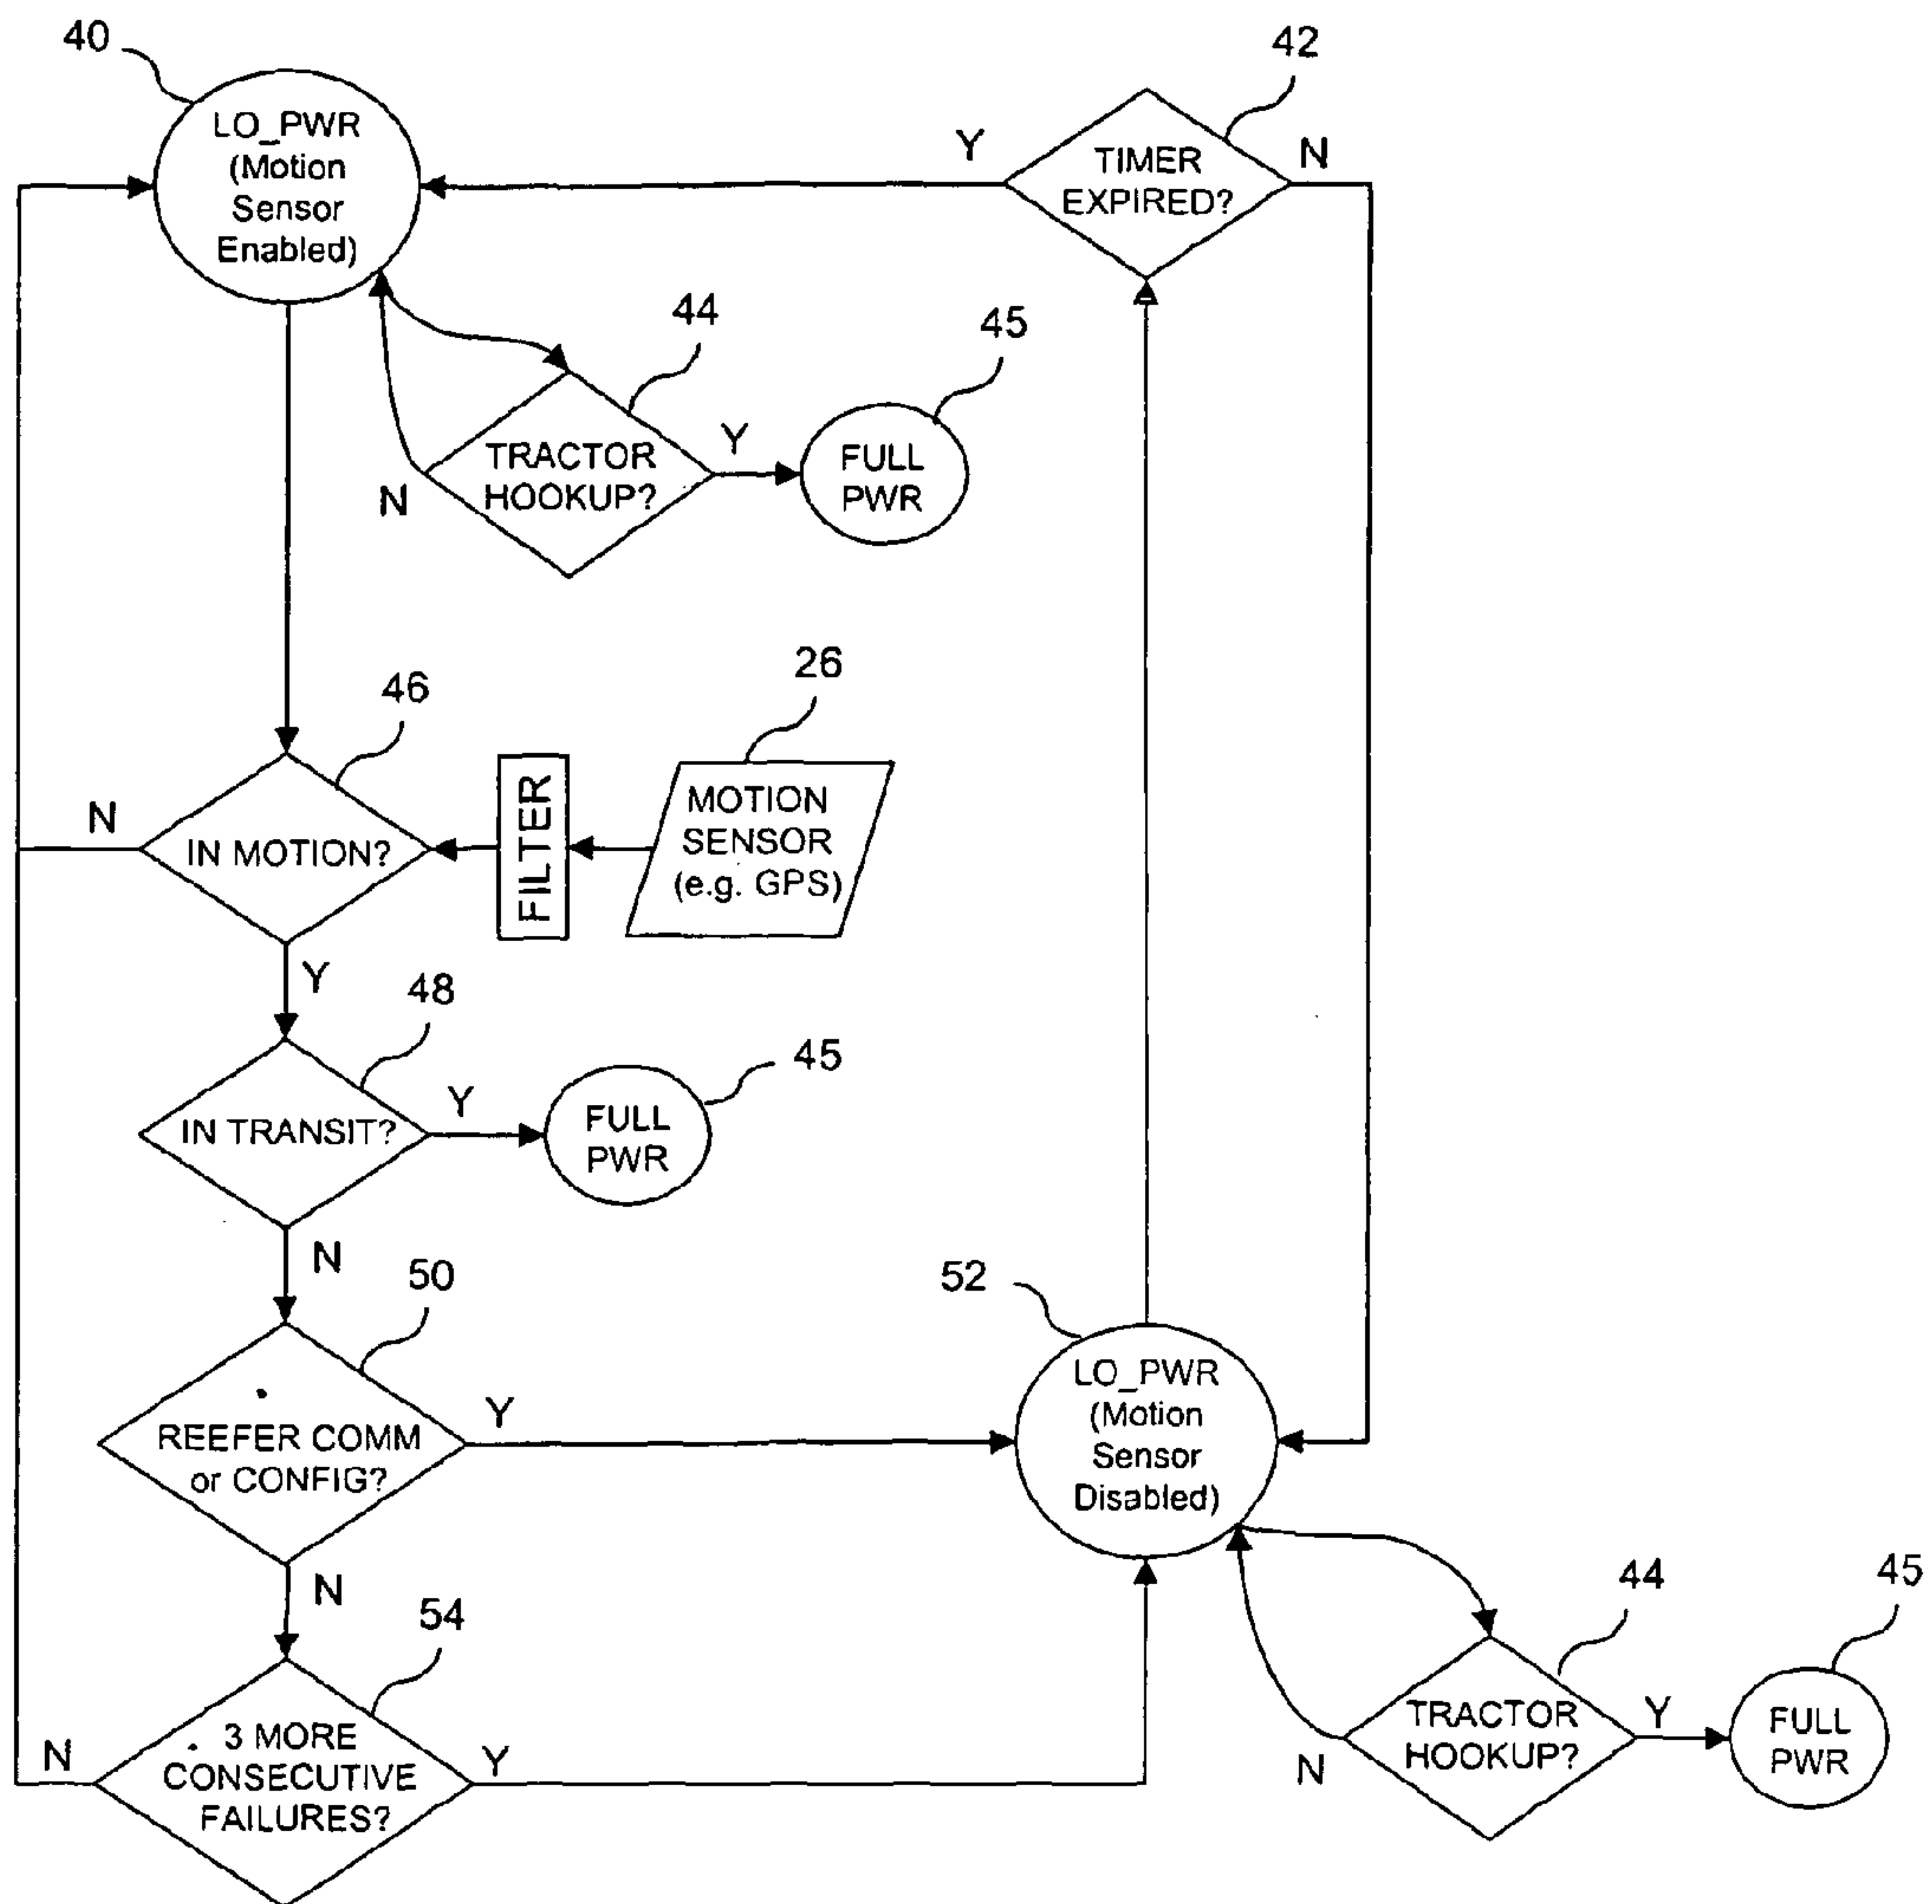 40
LO_PWR
(Motion
Sensor
Enabled)
42
Y
TIMER
EXPIRED?
N
44
TRACTOR
HOOKUP?
N
Y
45
FULL
PWR
46
IN MOTION?
N
FILTER
26
MOTION
SENSOR
(e.g. GPS)
Y
48
IN TRANSIT?
Y
45
FULL
PWR
N
50
REEFER COMM
or CONFIG?
Y
52
LO_PWR
(Motion
Sensor
Disabled)
N
54
3 MORE
CONSECUTIVE
FAILURES?
N
Y
44
TRACTOR
HOOKUP?
N
Y
45
FULL
PWR